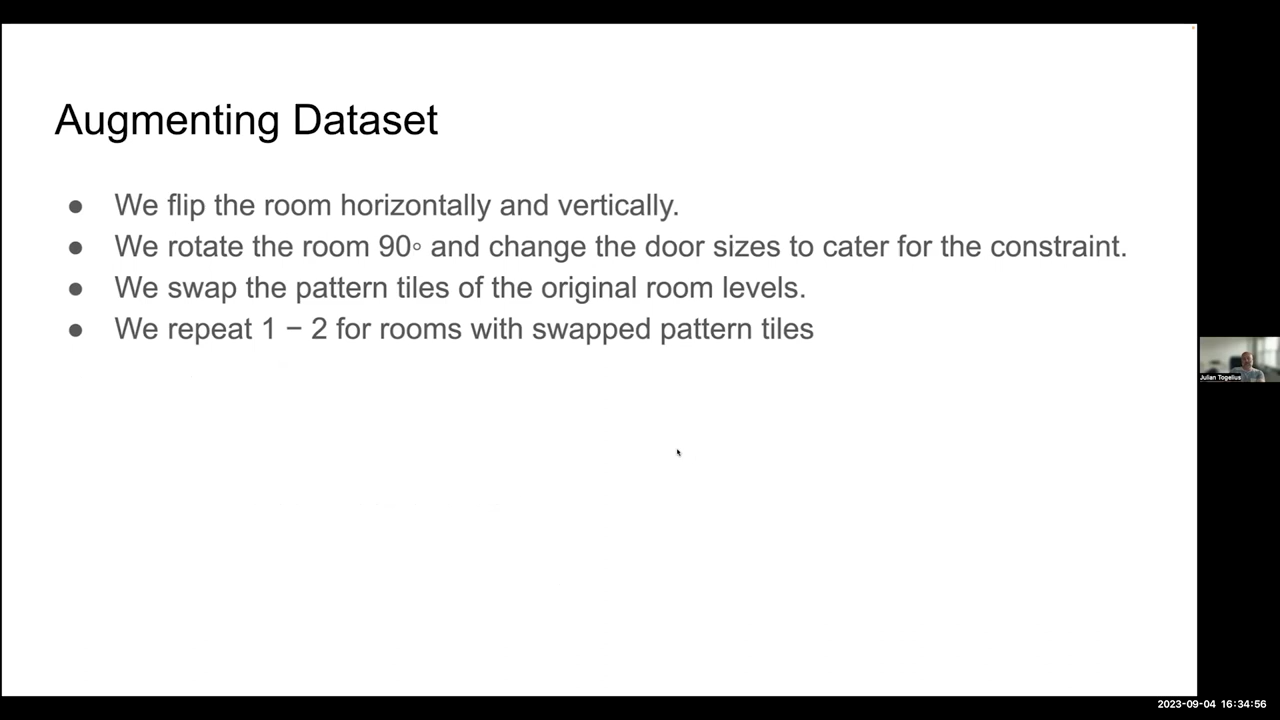 Augmenting Dataset
● We flip the room horizontally and vertically.
● We rotate the room 90◦ and change the door sizes to cater for the constraint.
● We swap the pattern tiles of the original room levels.
● We repeat 1 − 2 for rooms with swapped pattern tiles
Julian Togelius
2023-09-04 16:34:56